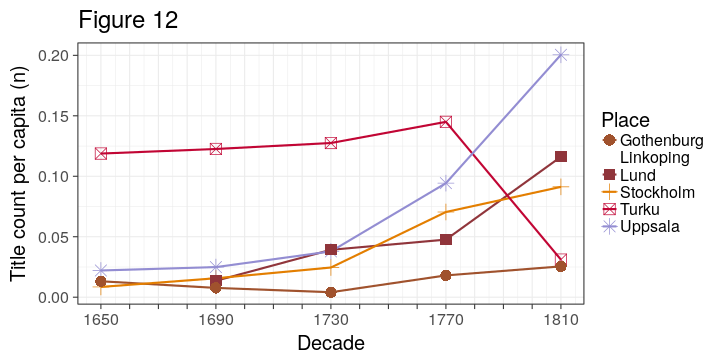 Figure 12
Title count per capita (n)
0.20
0.15
0.10
0.05
0.00
1650 1690 1730 1770 1810
Decade
Place
Gothenburg
Linkoping
Lund
Stockholm
Turku
Uppsala